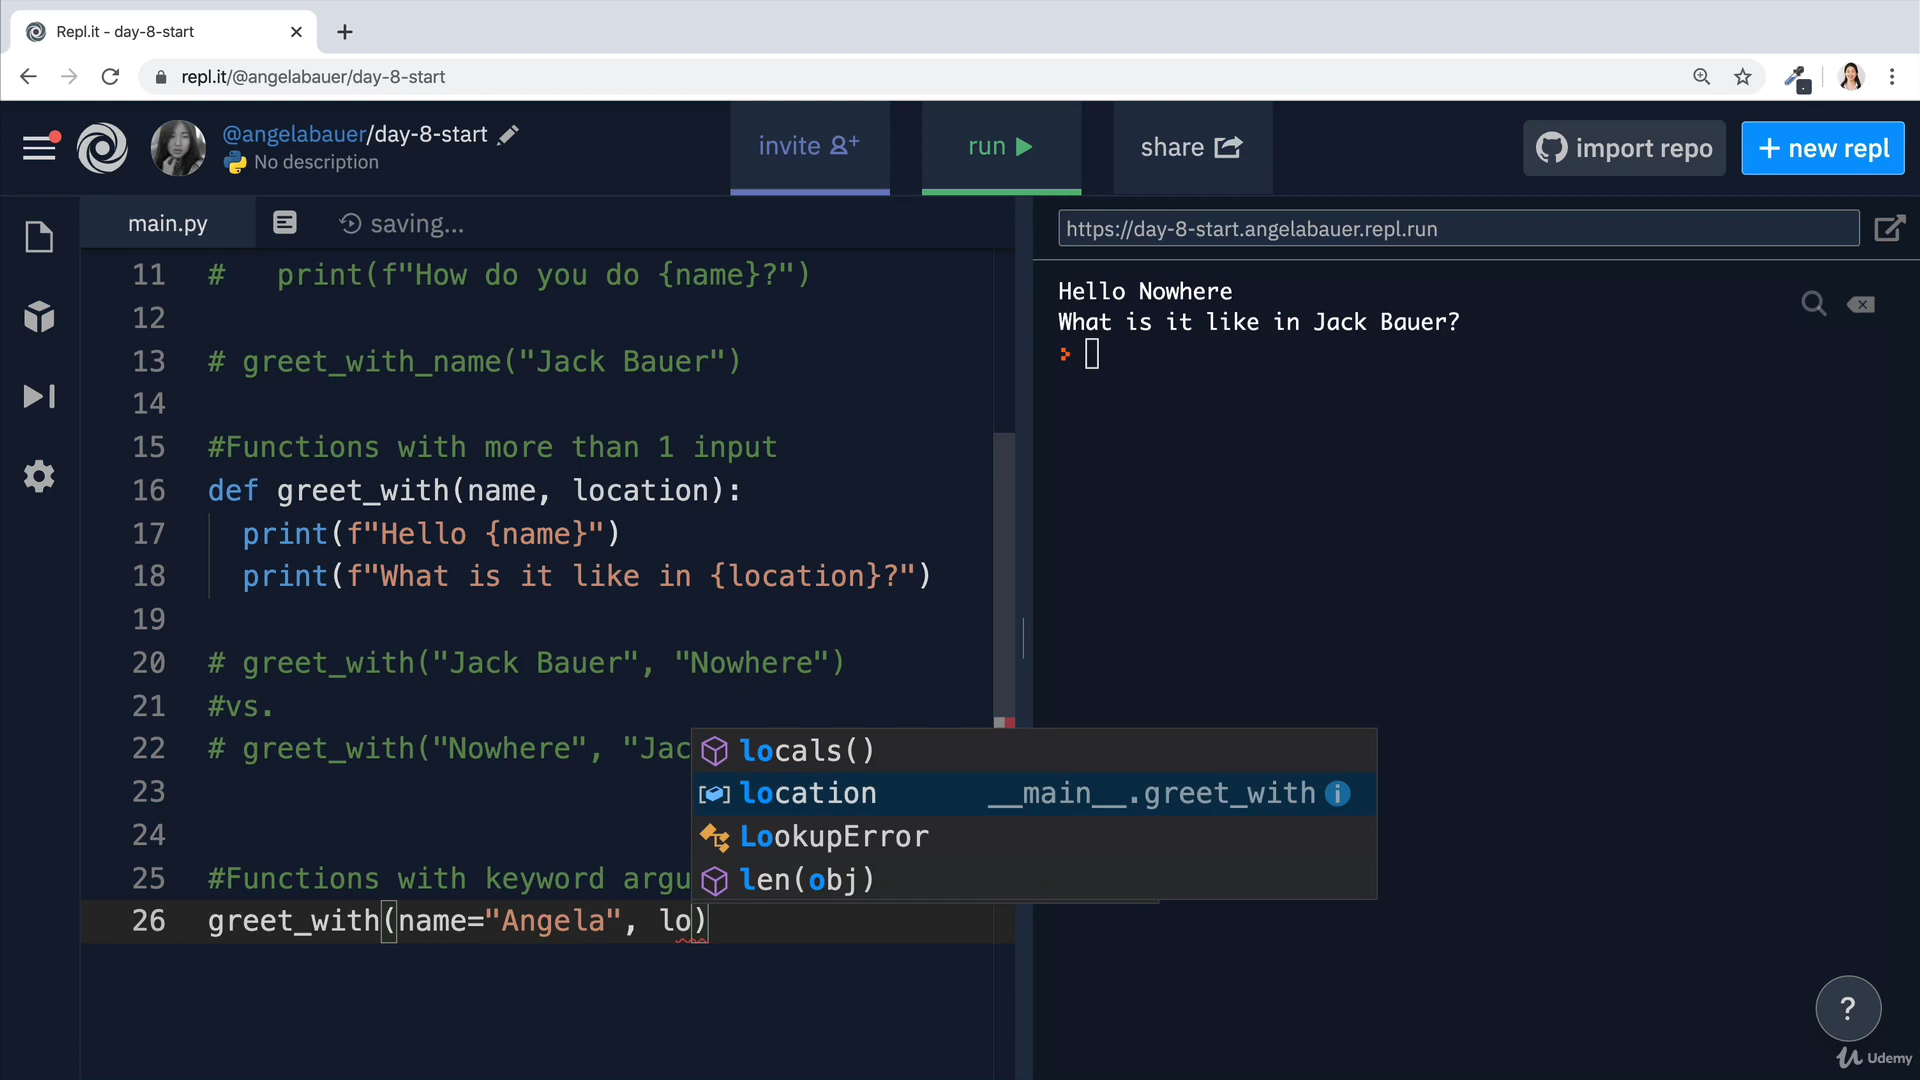 Repl.it - day-8-start
repl.it/@angelabauer/day-8-start
@angelabauer/day-8-start
No description
invite
run
share
import repo
+ new repl
main.py
saving...
https://day-8-start.angelabauer.repl.run
11 #   print(f"How do you do {name}?")
12
13 # greet_with_name("Jack Bauer")
14
15 #Functions with more than 1 input
16 def greet_with(name, location):
17   print(f"Hello {name}")
18   print(f"What is it like in {location}?")
19
20 # greet_with("Jack Bauer", "Nowhere")
21 #vs.
22 # greet_with("Nowhere", "Jac
23
24
25 #Functions with keyword argu
26 greet_with(name="Angela", lo)
locals()
location __main__.greet_with
LookupError
len(obj)
Hello Nowhere
What is it like in Jack Bauer?
?
Udemy